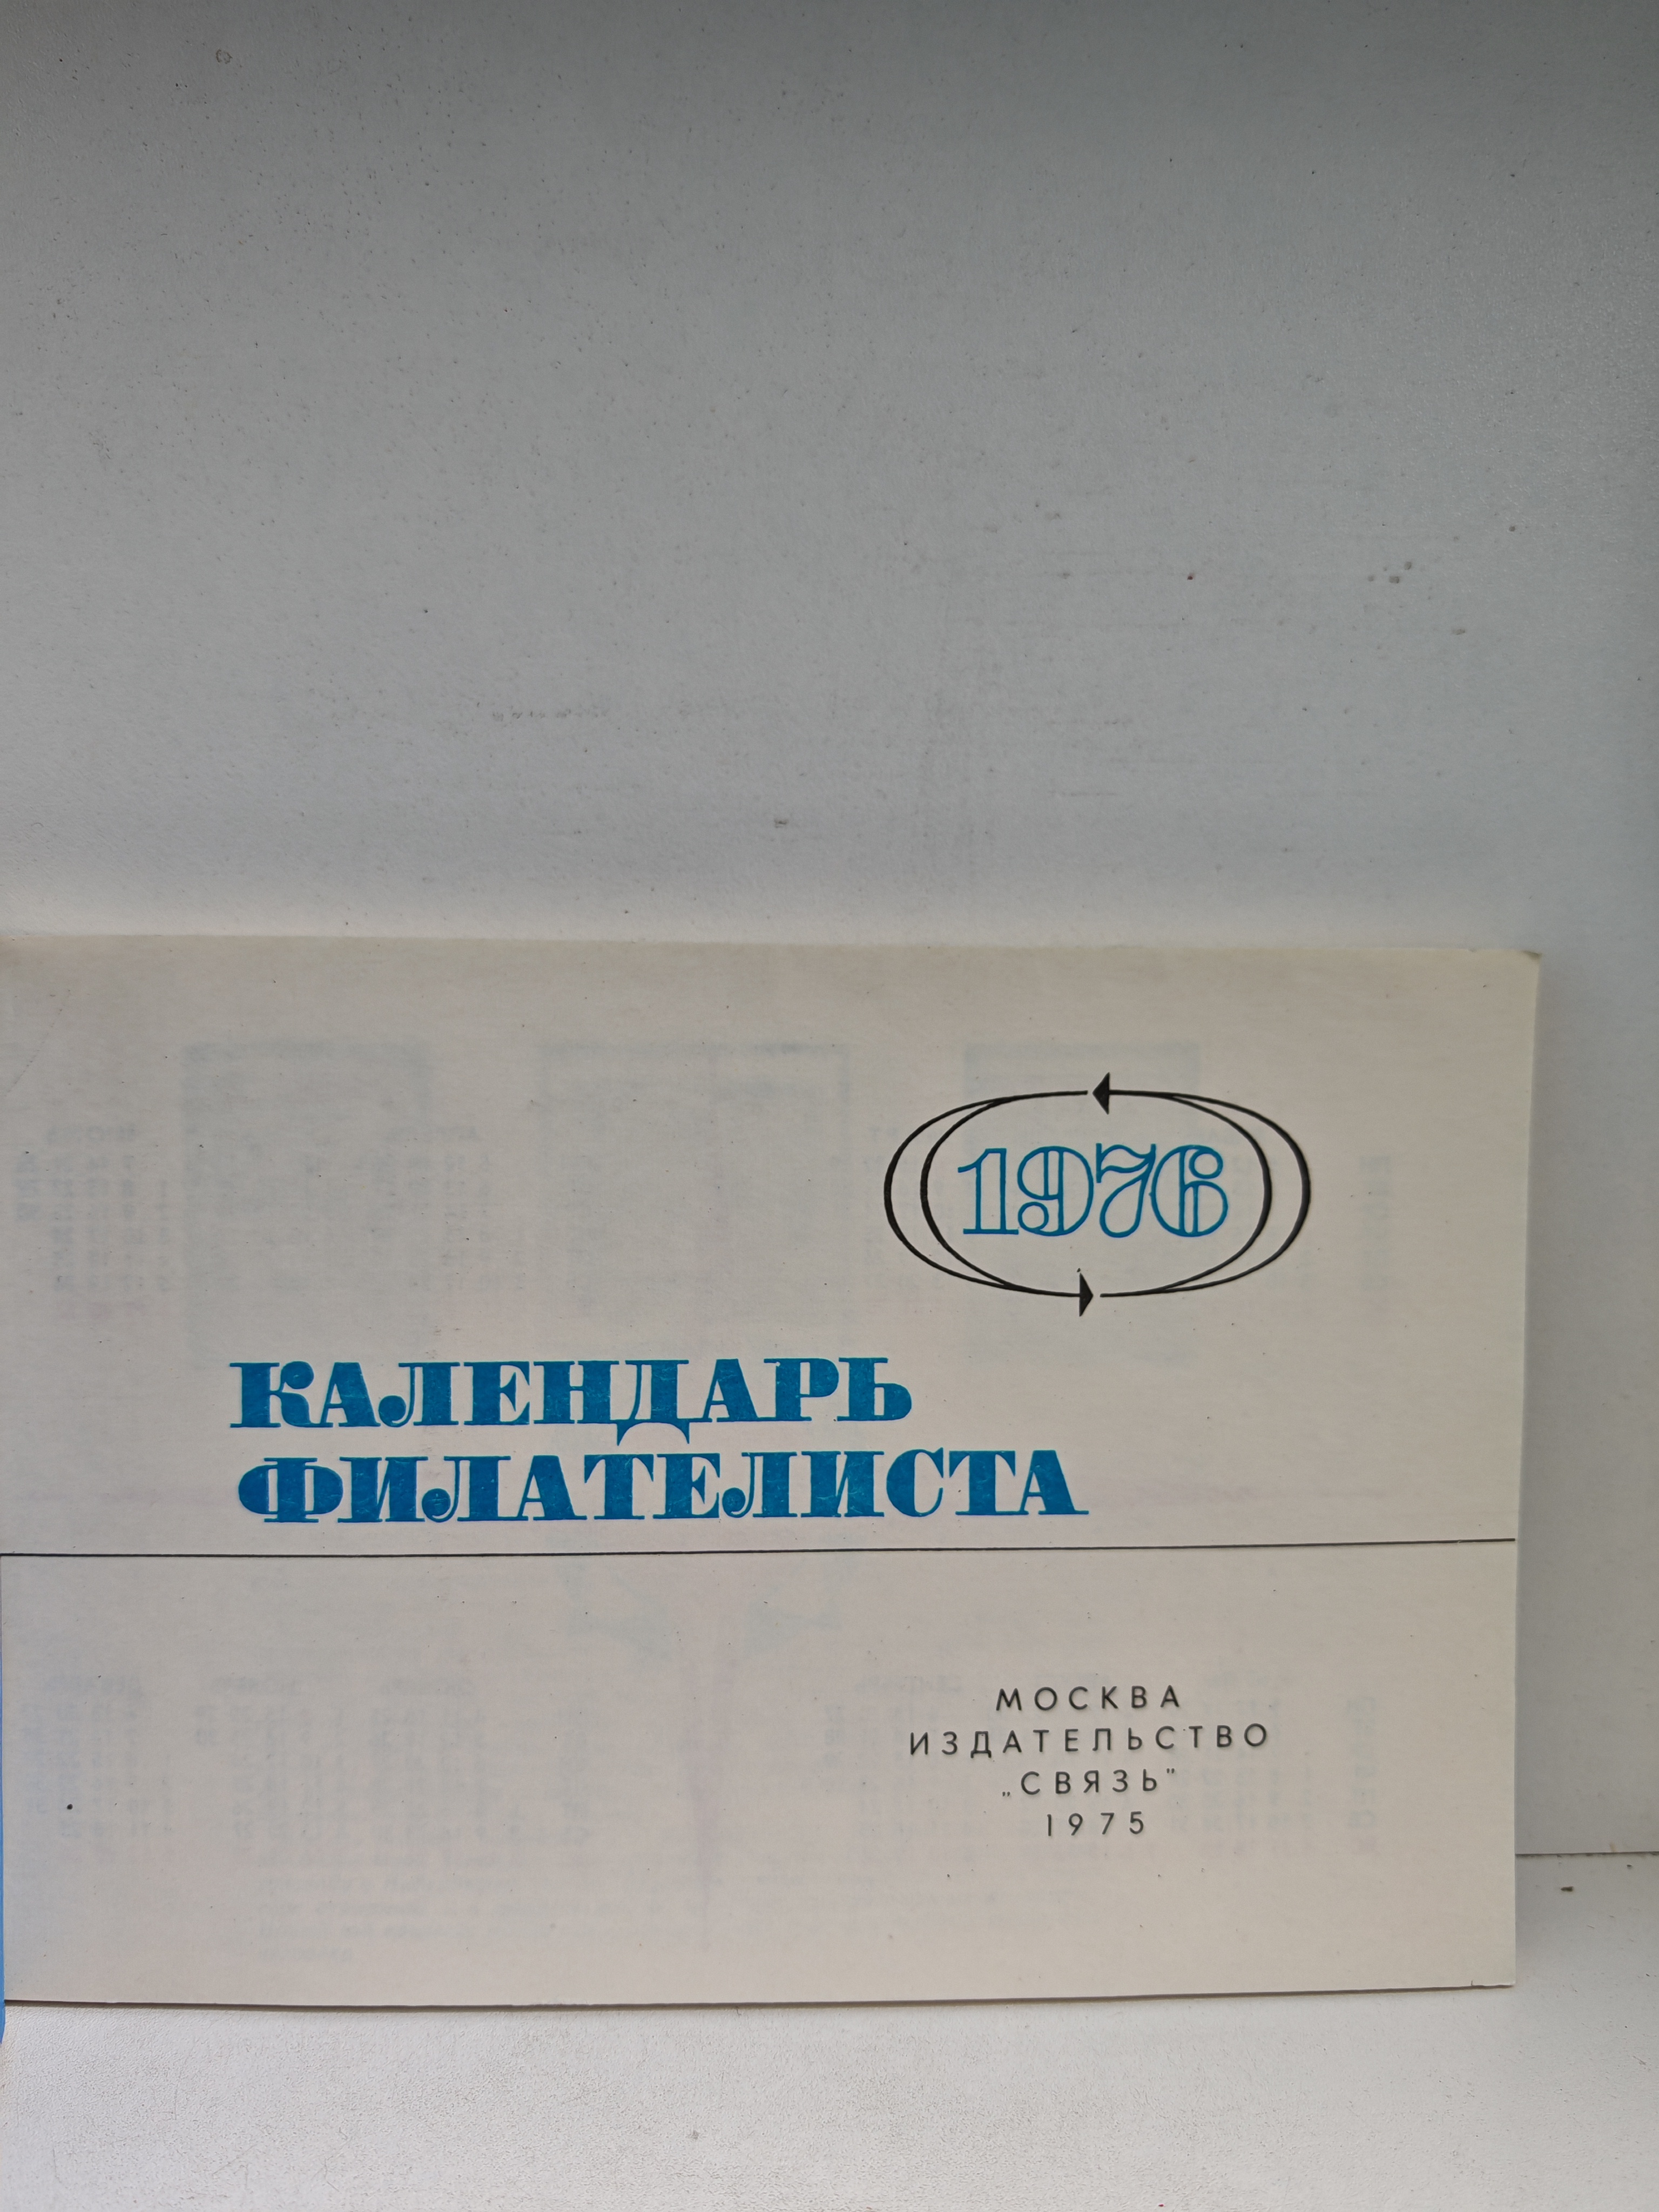 1976
КАЛЕНДАРЬ
ФИЛАТЕЛИСТА
МОСКВА
ИЗДАТЕЛЬСТВО
„СВЯЗЬ"
1975